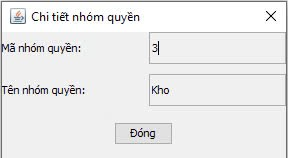 Chi tiết nhóm quyền
Mã nhóm quyền: 3
Tên nhóm quyền: Kho
Đóng